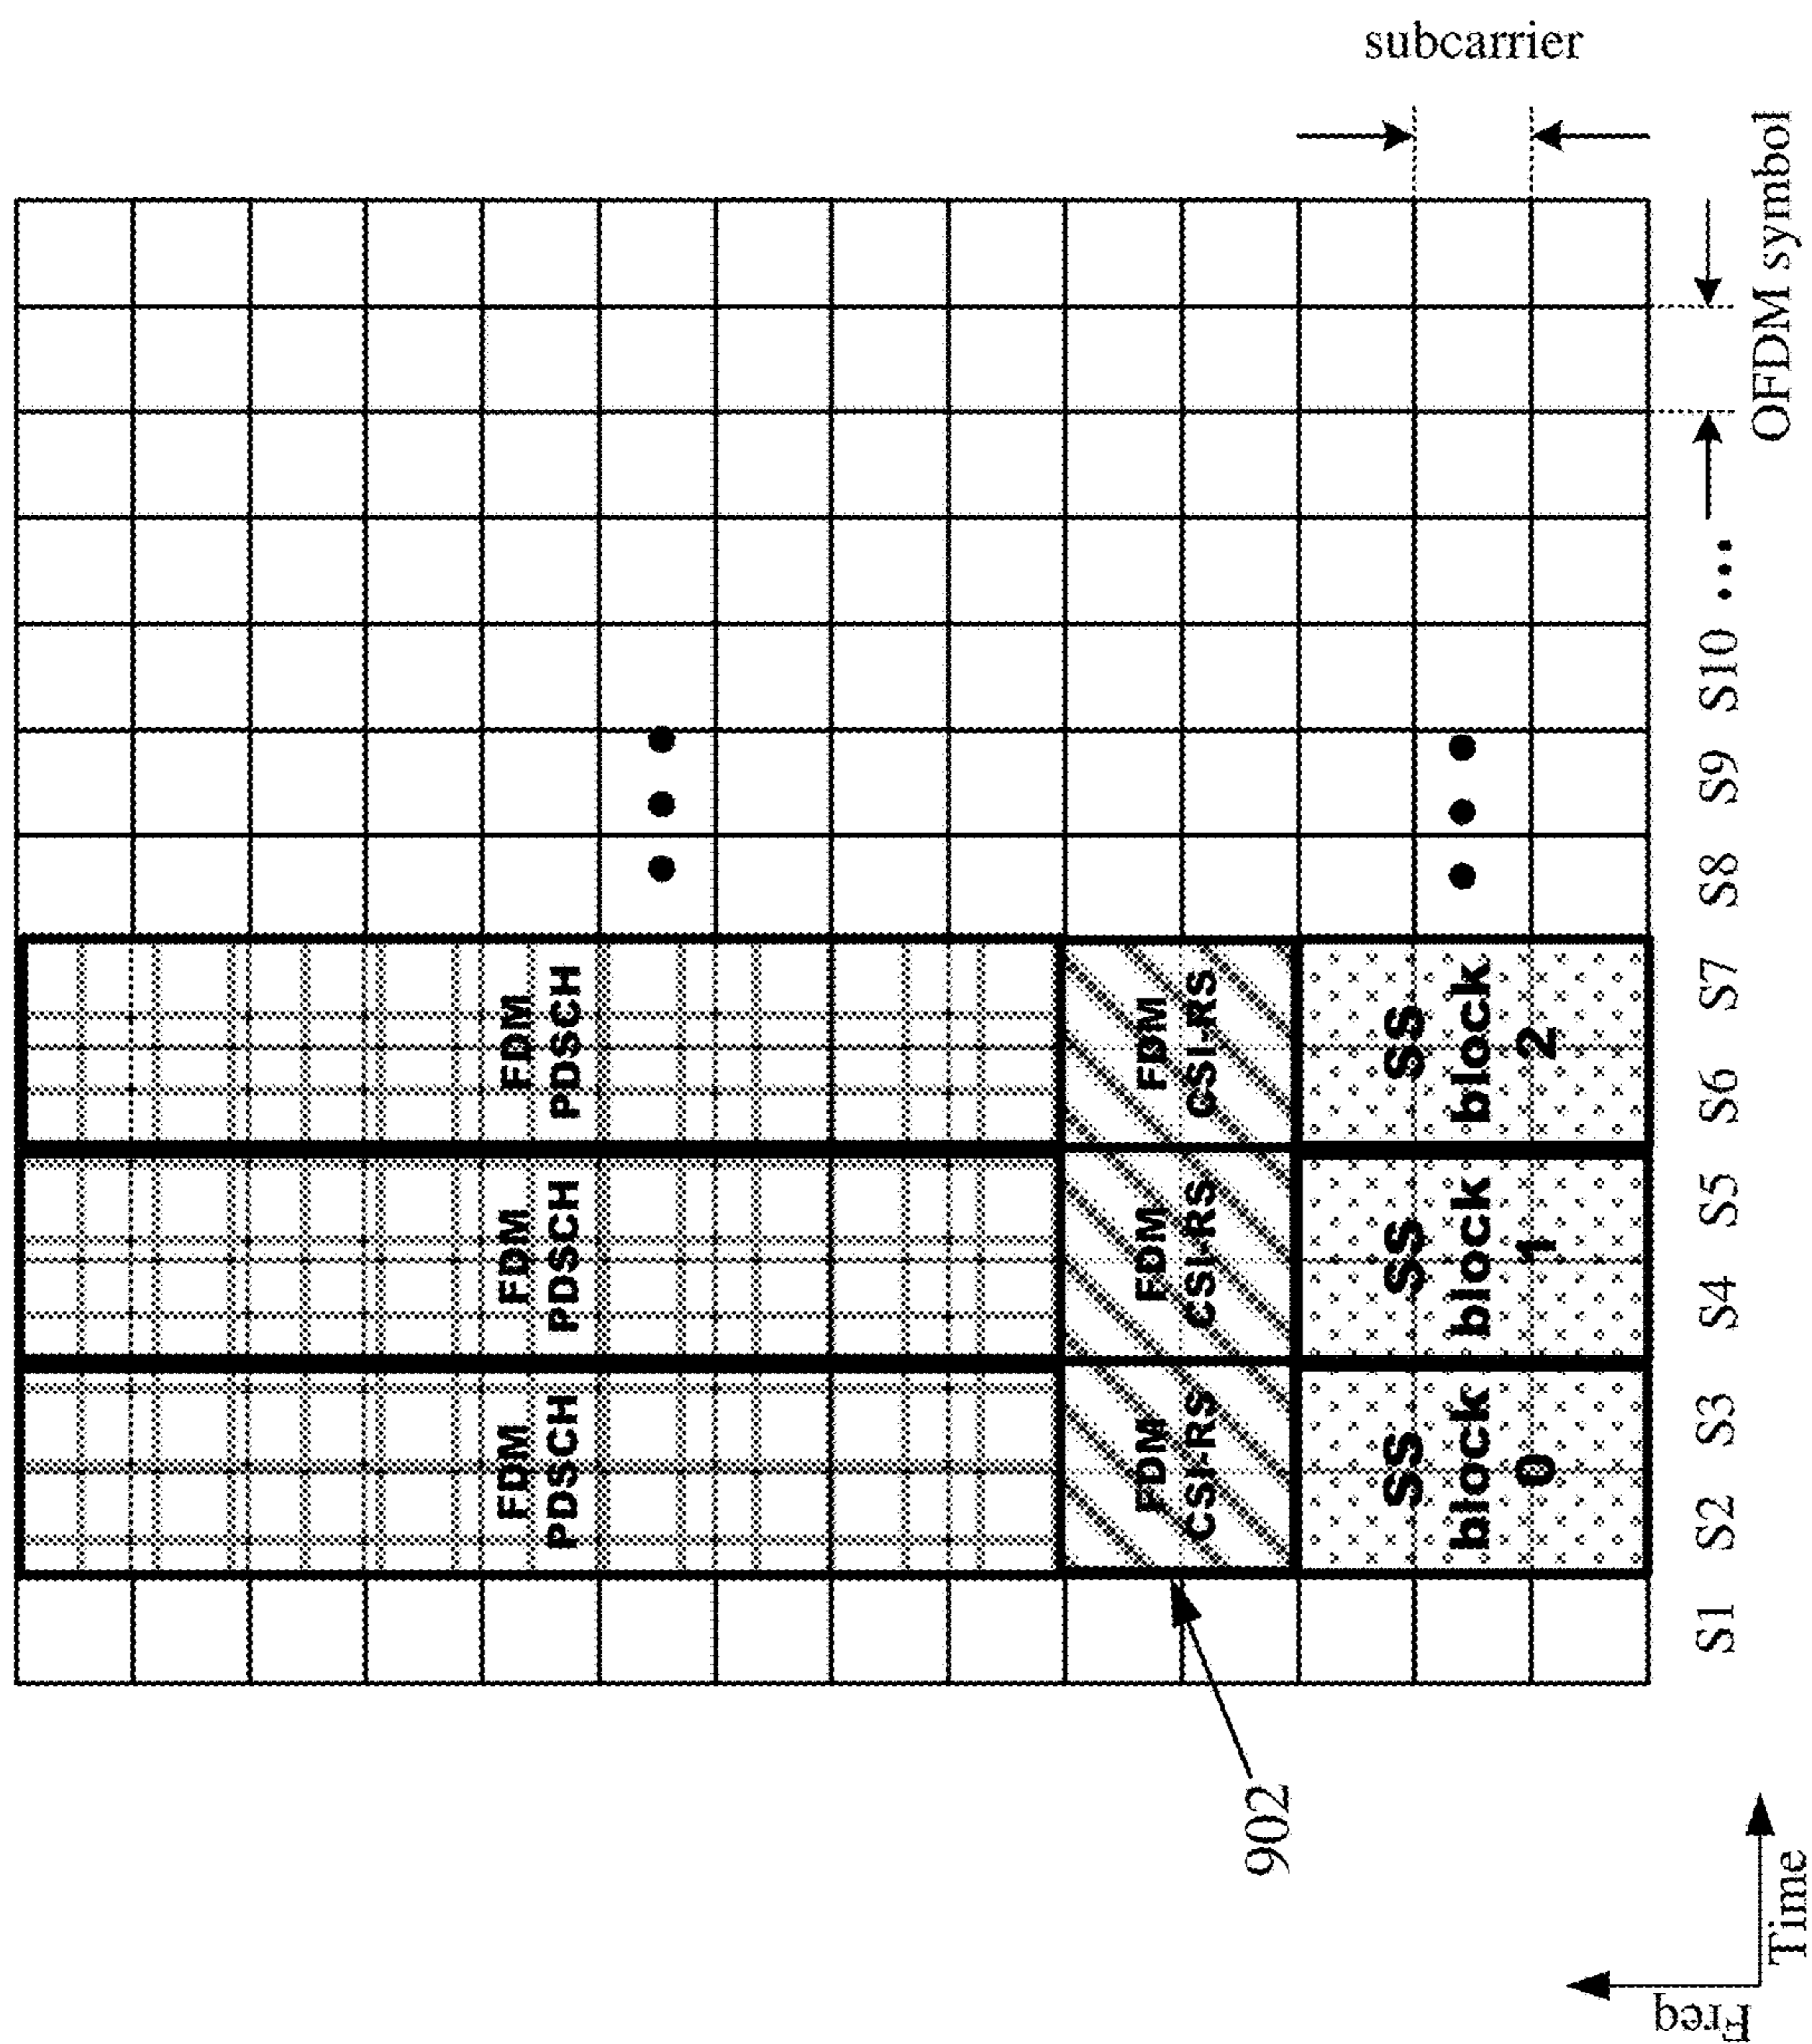 subcarrier
OFDM symbol
FDM
PDSCH
FDM
PDSCH
FDM
PDSCH
FDM
CSI-RS
FDM
CSI-RS
FDM
CSI-RS
SS
block
0
SS
block
1
SS
block
2
S1 S2 S3 S4 S5 S6 S7 S8 S9 S10 ...
902
Freq
Time